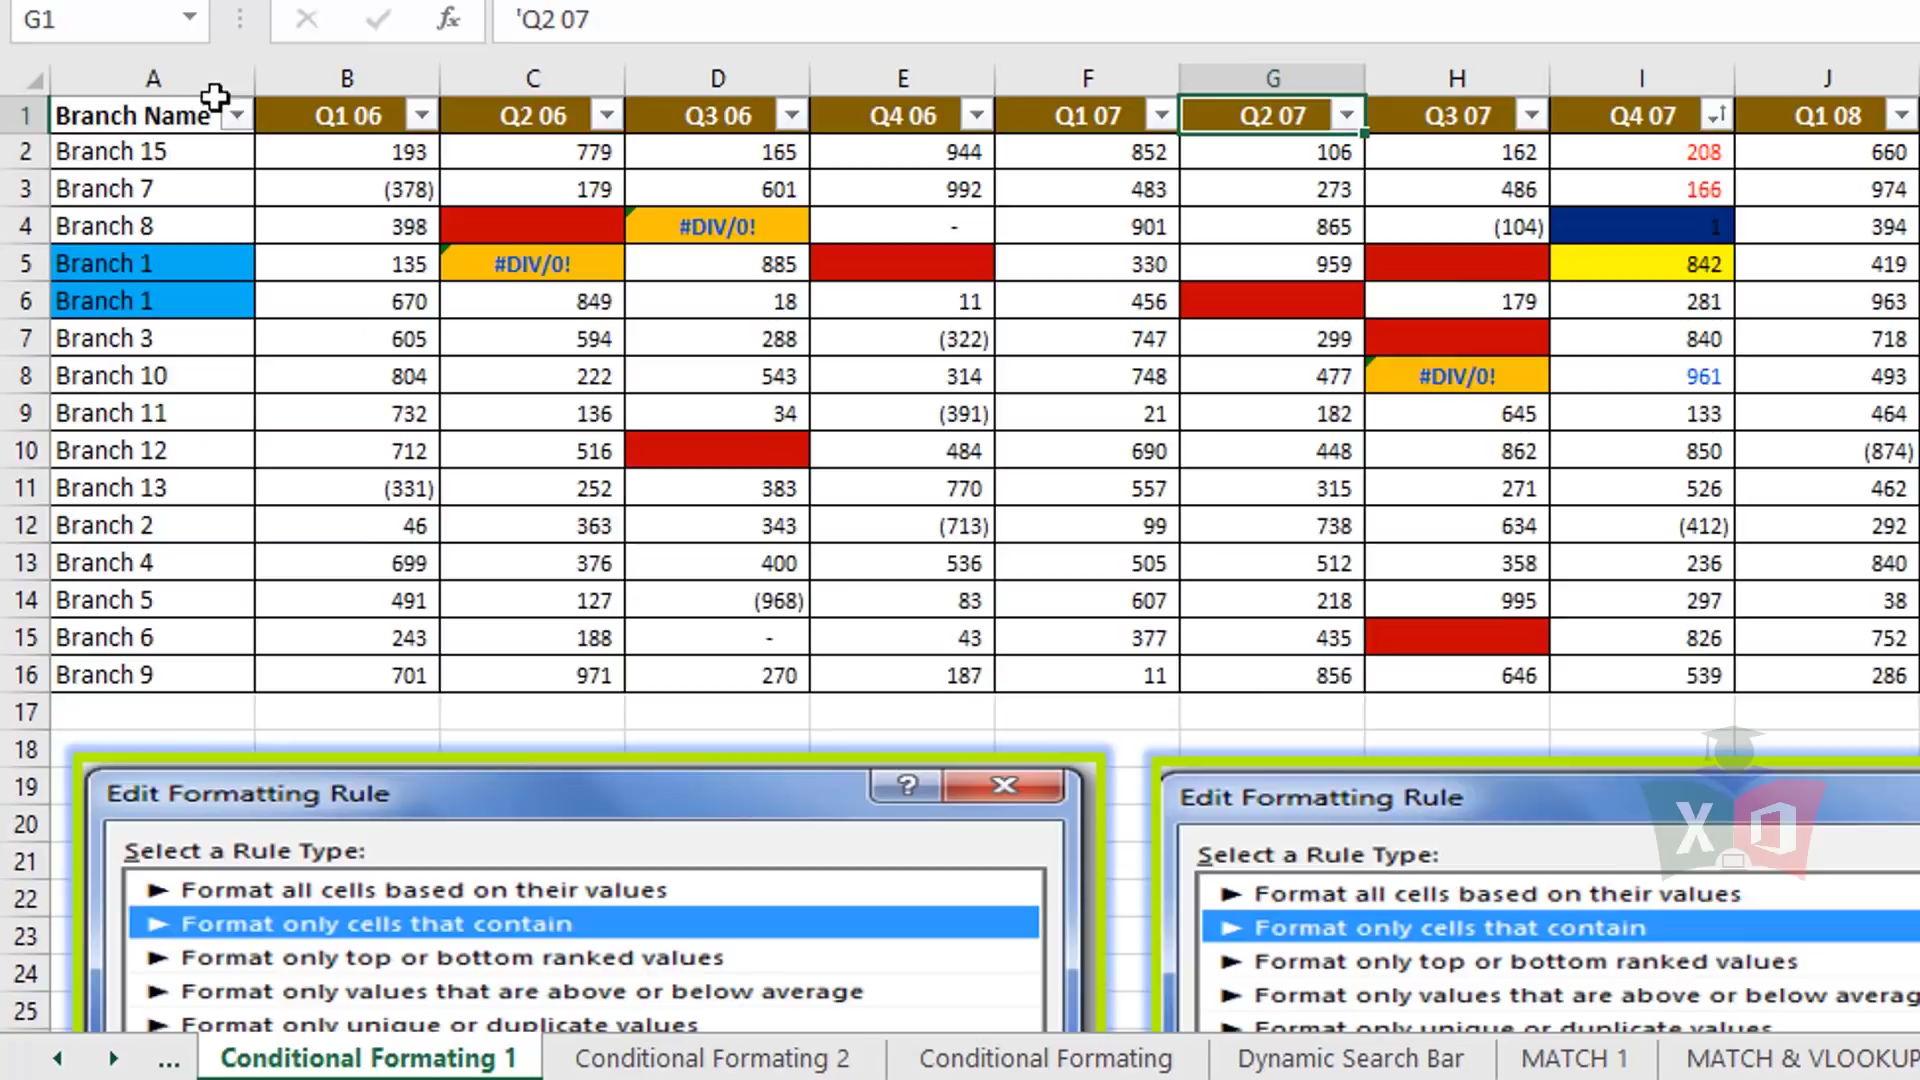 G1 fx 'Q2 07
A B C D E F G H I J
1 Branch Name Q1 06 Q2 06 Q3 06 Q4 06 Q1 07 Q2 07 Q3 07 Q4 07 Q1 08
2 Branch 15 193 779 165 944 852 106 162 208 660
3 Branch 7 (378) 179 601 992 483 273 486 166 974
4 Branch 8 398 #DIV/0! - 901 865 (104) 1 394
5 Branch 1 135 #DIV/0! 885 330 959 842 419
6 Branch 1 670 849 18 11 456 179 281 963
7 Branch 3 605 594 288 (322) 747 299 840 718
8 Branch 10 804 222 543 314 748 477 #DIV/0! 961 493
9 Branch 11 732 136 34 (391) 21 182 645 133 464
10 Branch 12 712 516 484 690 448 862 850 (874)
11 Branch 13 (331) 252 383 770 557 315 271 526 462
12 Branch 2 46 363 343 (713) 99 738 634 (412) 292
13 Branch 4 699 376 400 536 505 512 358 236 840
14 Branch 5 491 127 (968) 83 607 218 995 297 38
15 Branch 6 243 188 - 43 377 435 826 752
16 Branch 9 701 971 270 187 11 856 646 539 286
17
18
19 Edit Formatting Rule ? X Edit Formatting Rule
20
21 Select a Rule Type: Select a Rule Type:
22 ► Format all cells based on their values ► Format all cells based on their values
23 ► Format only cells that contain ► Format only cells that contain
24 ► Format only top or bottom ranked values ► Format only top or bottom ranked values
25 ► Format only values that are above or below average ► Format only values that are above or below averag
► Format only unique or duplicate values ► Format only unique or duplicate values
... Conditional Formating 1 Conditional Formating 2 Conditional Formating Dynamic Search Bar MATCH 1 MATCH & VLOOKUP